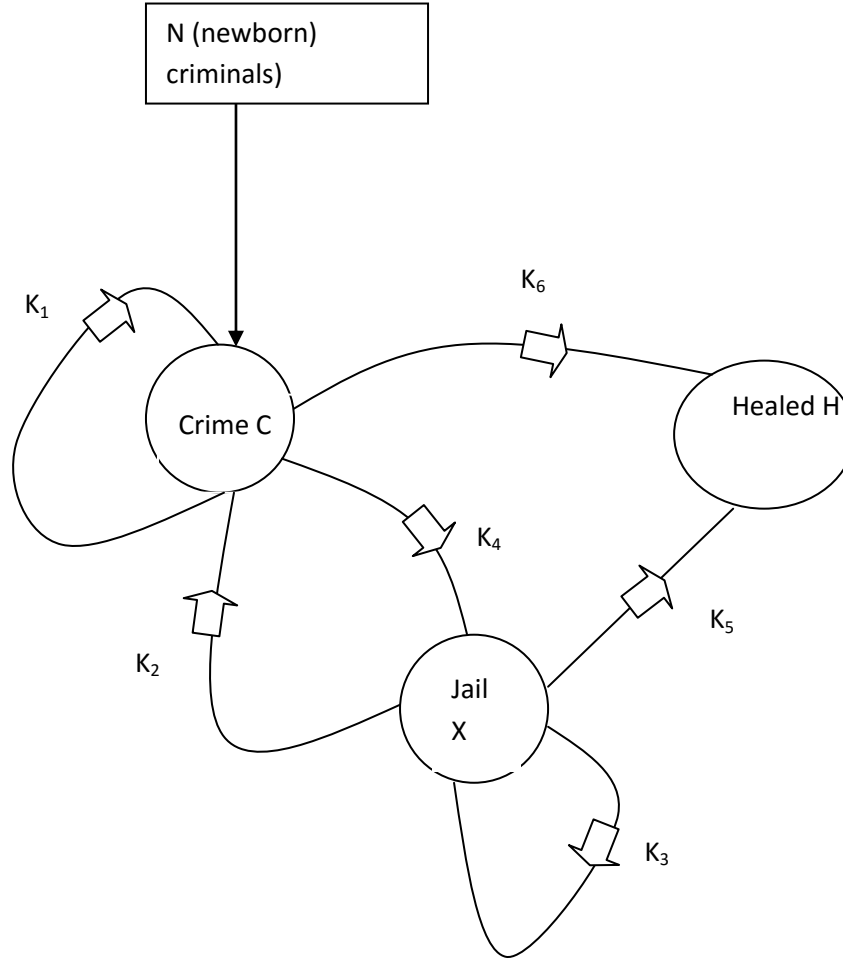 N (newborn)
criminals)
K₆
K₁
Healed H
Crime C
K₄
K₅
K₂
Jail
X
K₃